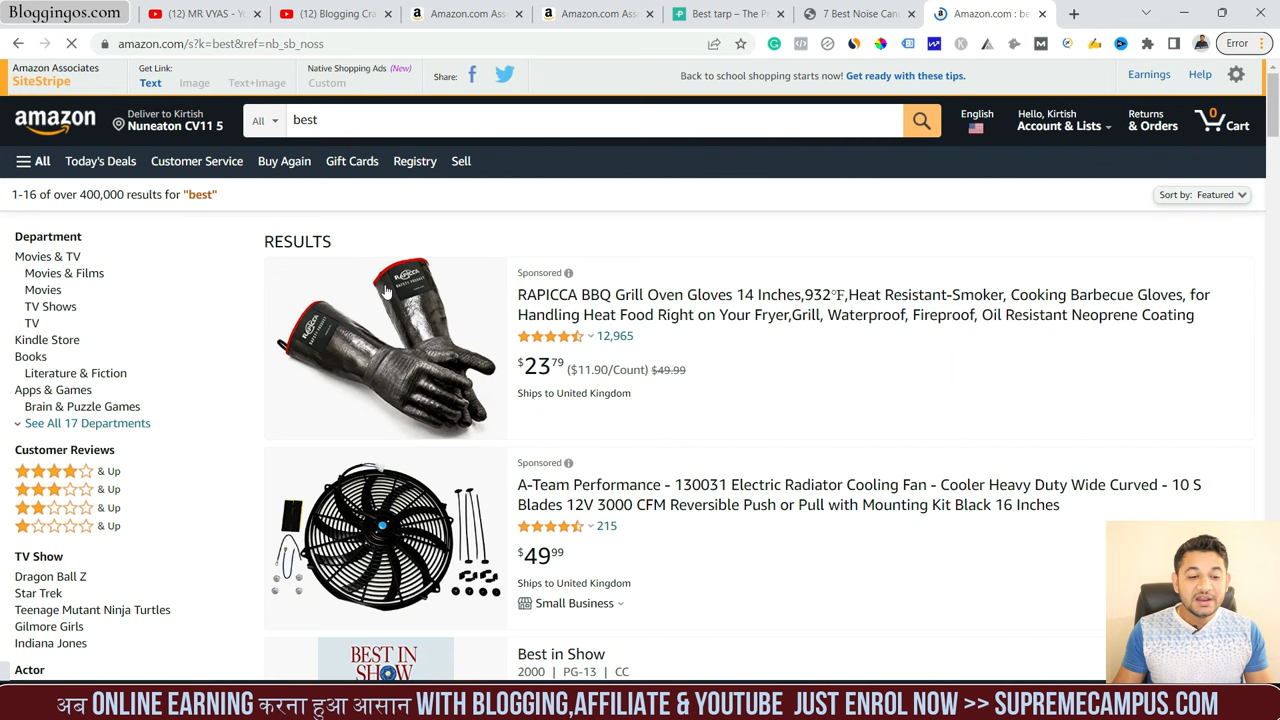 Bloggingos.com
(12) MR VYAS - Y
(12) Blogging Cra
Amazon.com Ass
Amazon.com Ass
Best tarp – The P
7 Best Noise Can
Amazon.com : be
amazon.com/s?k=best&ref=nb_sb_noss
Error
Amazon Associates
SiteStripe
Get Link:
Text
Image
Text+Image
Native Shopping Ads (New)
Custom
Share:
Back to school shopping starts now! Get ready with these tips.
Earnings
Help
amazon
Deliver to Kirtish
Nuneaton CV11 5
All
best
English
Hello, Kirtish
Account & Lists
Returns
& Orders
0
Cart
All
Today's Deals
Customer Service
Buy Again
Gift Cards
Registry
Sell
1-16 of over 400,000 results for "best"
Sort by: Featured
Department
Movies & TV
Movies & Films
Movies
TV Shows
TV
Kindle Store
Books
Literature & Fiction
Apps & Games
Brain & Puzzle Games
See All 17 Departments
Customer Reviews
& Up
& Up
& Up
& Up
TV Show
Dragon Ball Z
Star Trek
Teenage Mutant Ninja Turtles
Gilmore Girls
Indiana Jones
Actor
RESULTS
RAPICCA
RAPICCA
Sponsored
RAPICCA BBQ Grill Oven Gloves 14 Inches,932℉,Heat Resistant-Smoker, Cooking Barbecue Gloves, for
Handling Heat Food Right on Your Fryer,Grill, Waterproof, Fireproof, Oil Resistant Neoprene Coating
12,965
$23 79 ($11.90/Count) $49.99
Ships to United Kingdom
Sponsored
A-Team Performance - 130031 Electric Radiator Cooling Fan - Cooler Heavy Duty Wide Curved - 10 S
Blades 12V 3000 CFM Reversible Push or Pull with Mounting Kit Black 16 Inches
215
$49 99
Ships to United Kingdom
Small Business
BEST IN
SHOW
Best in Show
2000 | PG-13 | CC
अब ONLINE EARNING करना हुआ आसान WITH BLOGGING,AFFILIATE & YOUTUBE JUST ENROL NOW >> SUPREMECAMPUS.COM